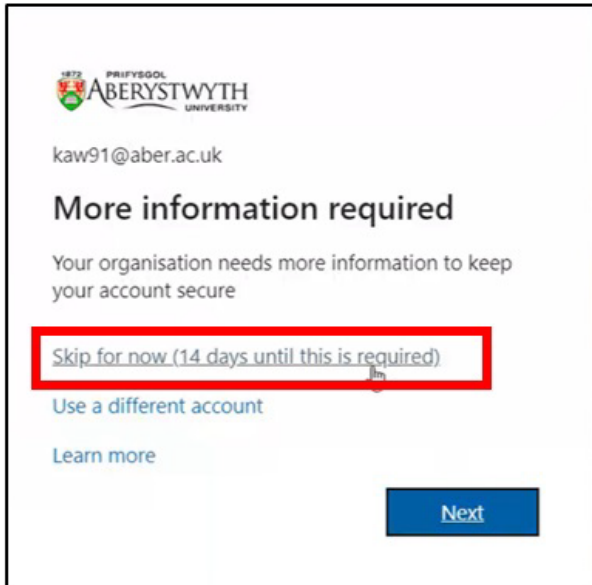 1872
PRIFYSGOL
ABERYSTWYTH
UNIVERSITY
kaw91@aber.ac.uk
More information required
Your organisation needs more information to keep
your account secure
Skip for now (14 days until this is required)
Use a different account
Learn more
Next